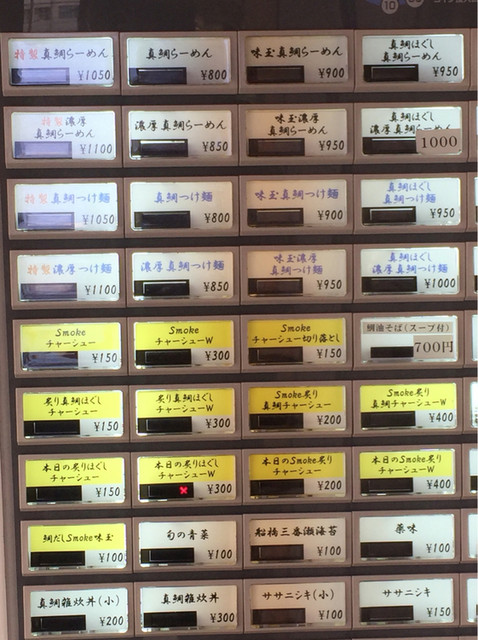 特製真鯛らーめん ¥1050
真鯛らーめん ¥800
味玉真鯛らーめん ¥900
真鯛ほぐし
真鯛らーめん ¥950
特製濃厚
真鯛らーめん ¥1100
濃厚真鯛らーめん ¥850
味玉濃厚
真鯛らーめん ¥950
真鯛ほぐし
濃厚真鯛らーめん 1000
特製真鯛つけ麺 ¥1050
真鯛つけ麺 ¥800
味玉真鯛つけ麺 ¥900
真鯛ほぐし
真鯛つけ麺 ¥950
特製濃厚つけ麺 ¥1100
濃厚真鯛つけ麺 ¥850
味玉濃厚
真鯛つけ麺 ¥950
真鯛ほぐし
濃厚真鯛つけ麺 ¥1000
Smoke
チャーシュー ¥150
Smoke
チャーシューW ¥300
Smoke
チャーシュー切り落とし ¥150
鯛油そば(スープ付) 700円
炙り真鯛ほぐし
チャーシュー ¥150
炙り真鯛ほぐし
チャーシューW ¥300
Smoke炙り
真鯛チャーシュー ¥200
Smoke炙り
真鯛チャーシューW ¥400
本日の炙りほぐし
チャーシュー ¥150
本日の炙りほぐし
チャーシューW ¥300
本日のSmoke炙り
チャーシュー ¥200
本日のSmoke炙り
チャーシューW ¥400
鯛だしSmoke味玉 ¥100
旬の青菜 ¥100
船橋三番瀬海苔 ¥100
薬味 ¥100
真鯛雑炊丼(小) ¥200
真鯛雑炊丼 ¥300
ササニシキ(小) ¥100
ササニシキ ¥150